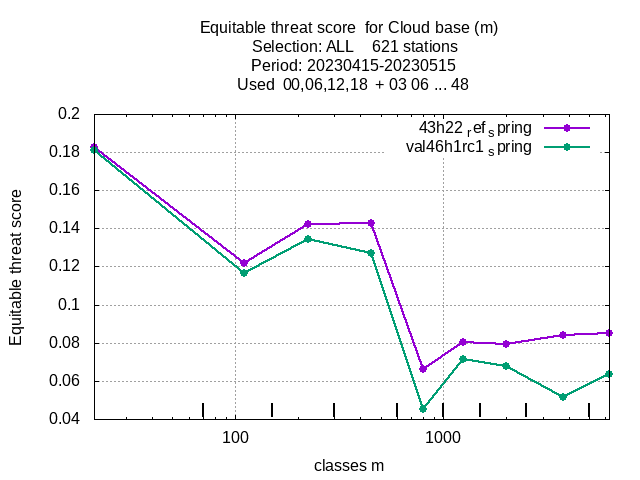 Equitable threat score for Cloud base (m)
Selection: ALL 621 stations
Period: 20230415-20230515
Used 00,06,12,18 + 03 06 ... 48
43h22ref spring
val46h1rc1 spring
0.2
0.18
0.16
0.14
0.12
0.1
0.08
0.06
0.04
Equitable threat score
100 1000
classes m